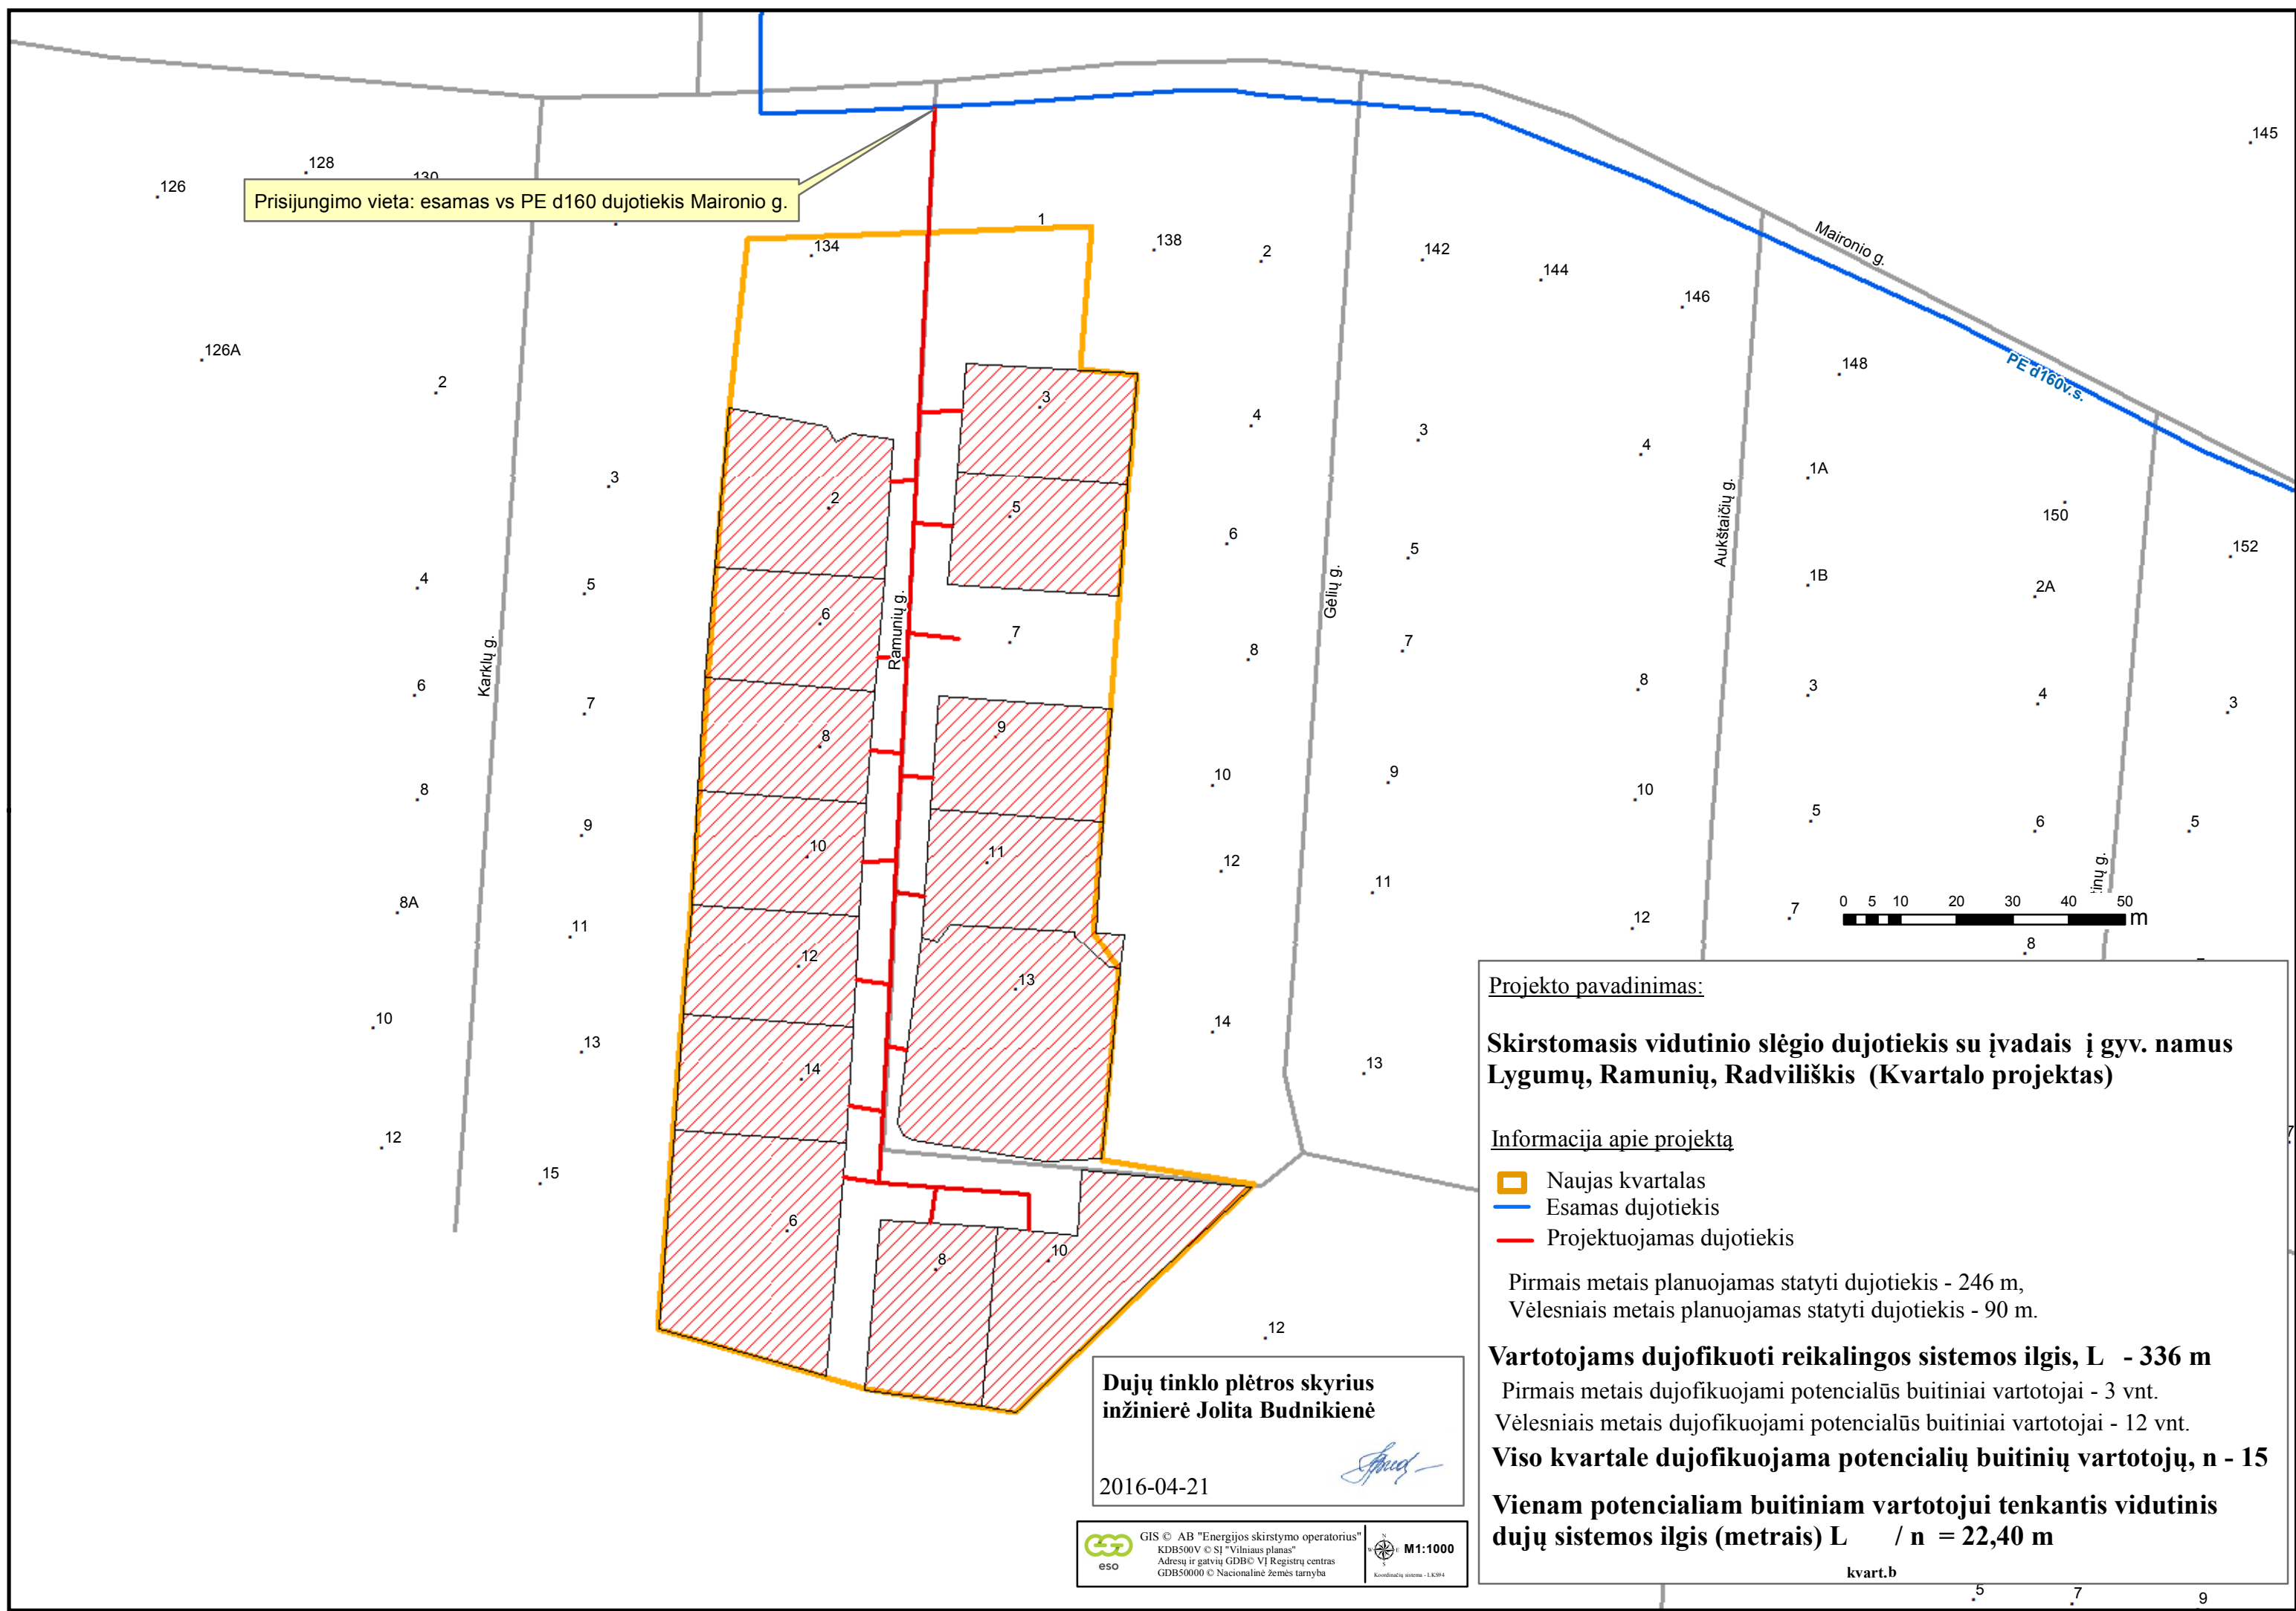 145
128
126
130
Prisijungimo vieta: esamas vs PE d160 dujotiekis Maironio g.
1
134
138
2
142
144
146
Maironio g.
126A
2
148
PE d160v.s.
3
4
3
4
1A
3
2
5
6
5
Aukštaičių g.
150
152
4
5
6
Ramunių g.
Gėlių g.
1B
2A
7
8
7
Karklų g.
6
7
8
9
8
3
4
3
8
9
10
11
10
9
10
5
6
5
12
11
inų g.
8A
11
12
13
12
7
0 5 10 20 30 40 50
m
8
10
13
14
14
13
12
15
6
8
10
12
7
Projekto pavadinimas:
Skirstomasis vidutinio slėgio dujotiekis su įvadais į gyv. namus
Lygumų, Ramunių, Radviliškis (Kvartalo projektas)
Informacija apie projektą
Naujas kvartalas
Esamas dujotiekis
Projektuojamas dujotiekis
Pirmais metais planuojamas statyti dujotiekis - 246 m,
Vėlesniais metais planuojamas statyti dujotiekis - 90 m.
Vartotojams dujofikuoti reikalingos sistemos ilgis, L - 336 m
Pirmais metais dujofikuojami potencialūs buitiniai vartotojai - 3 vnt.
Vėlesniais metais dujofikuojami potencialūs buitiniai vartotojai - 12 vnt.
Viso kvartale dujofikuojama potencialių buitinių vartotojų, n - 15
Vienam potencialiam buitiniam vartotojui tenkantis vidutinis
dujų sistemos ilgis (metrais) L / n = 22,40 m
kvart.b
Dujų tinklo plėtros skyrius
inžinierė Jolita Budnikienė
2016-04-21
eso
GIS © AB "Energijos skirstymo operatorius"
KDB500V © SĮ "Vilniaus planas"
Adresų ir gatvių GDB© VĮ Registrų centras
GDB50000 © Nacionalinė žemės tarnyba
N
W E
S
M1:1000
Koordinačių sistema - LKS94
5
7
9